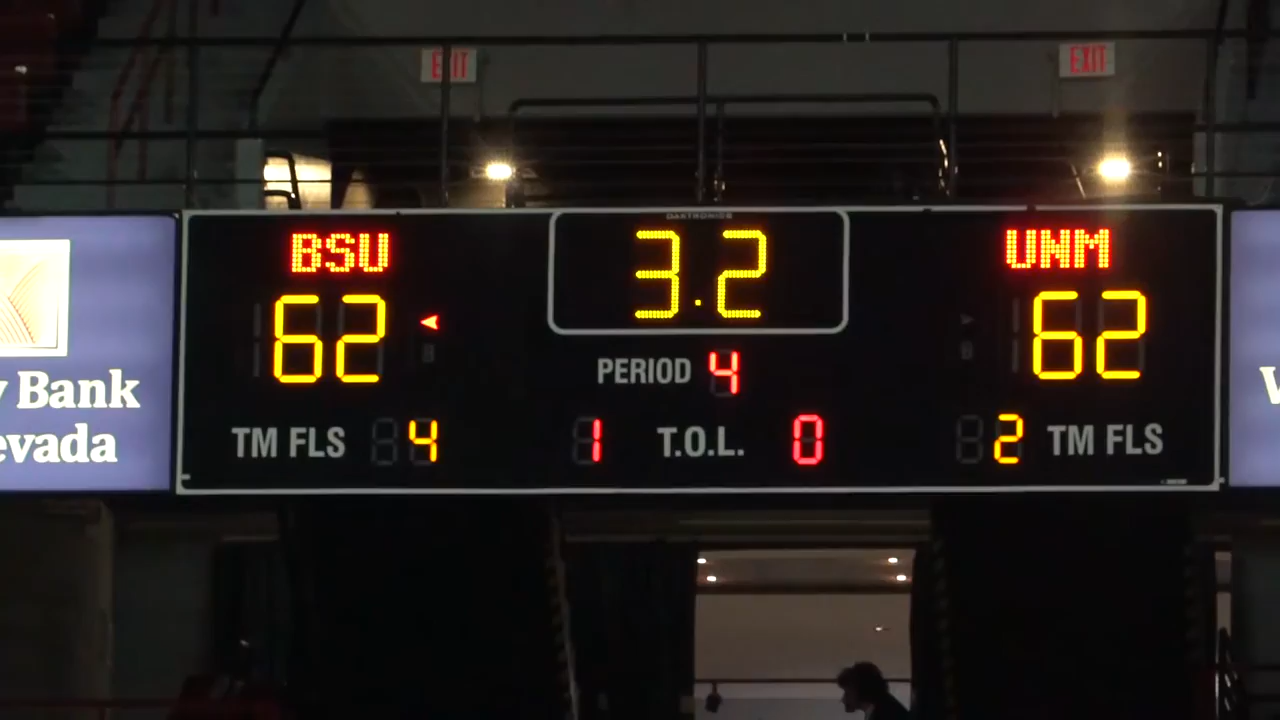 EXIT
EXIT
DAKTRONICS
BSU
3.2
UNM
62
62
PERIOD 4
TM FLS 4
1 T.O.L. 0
2 TM FLS
Bank